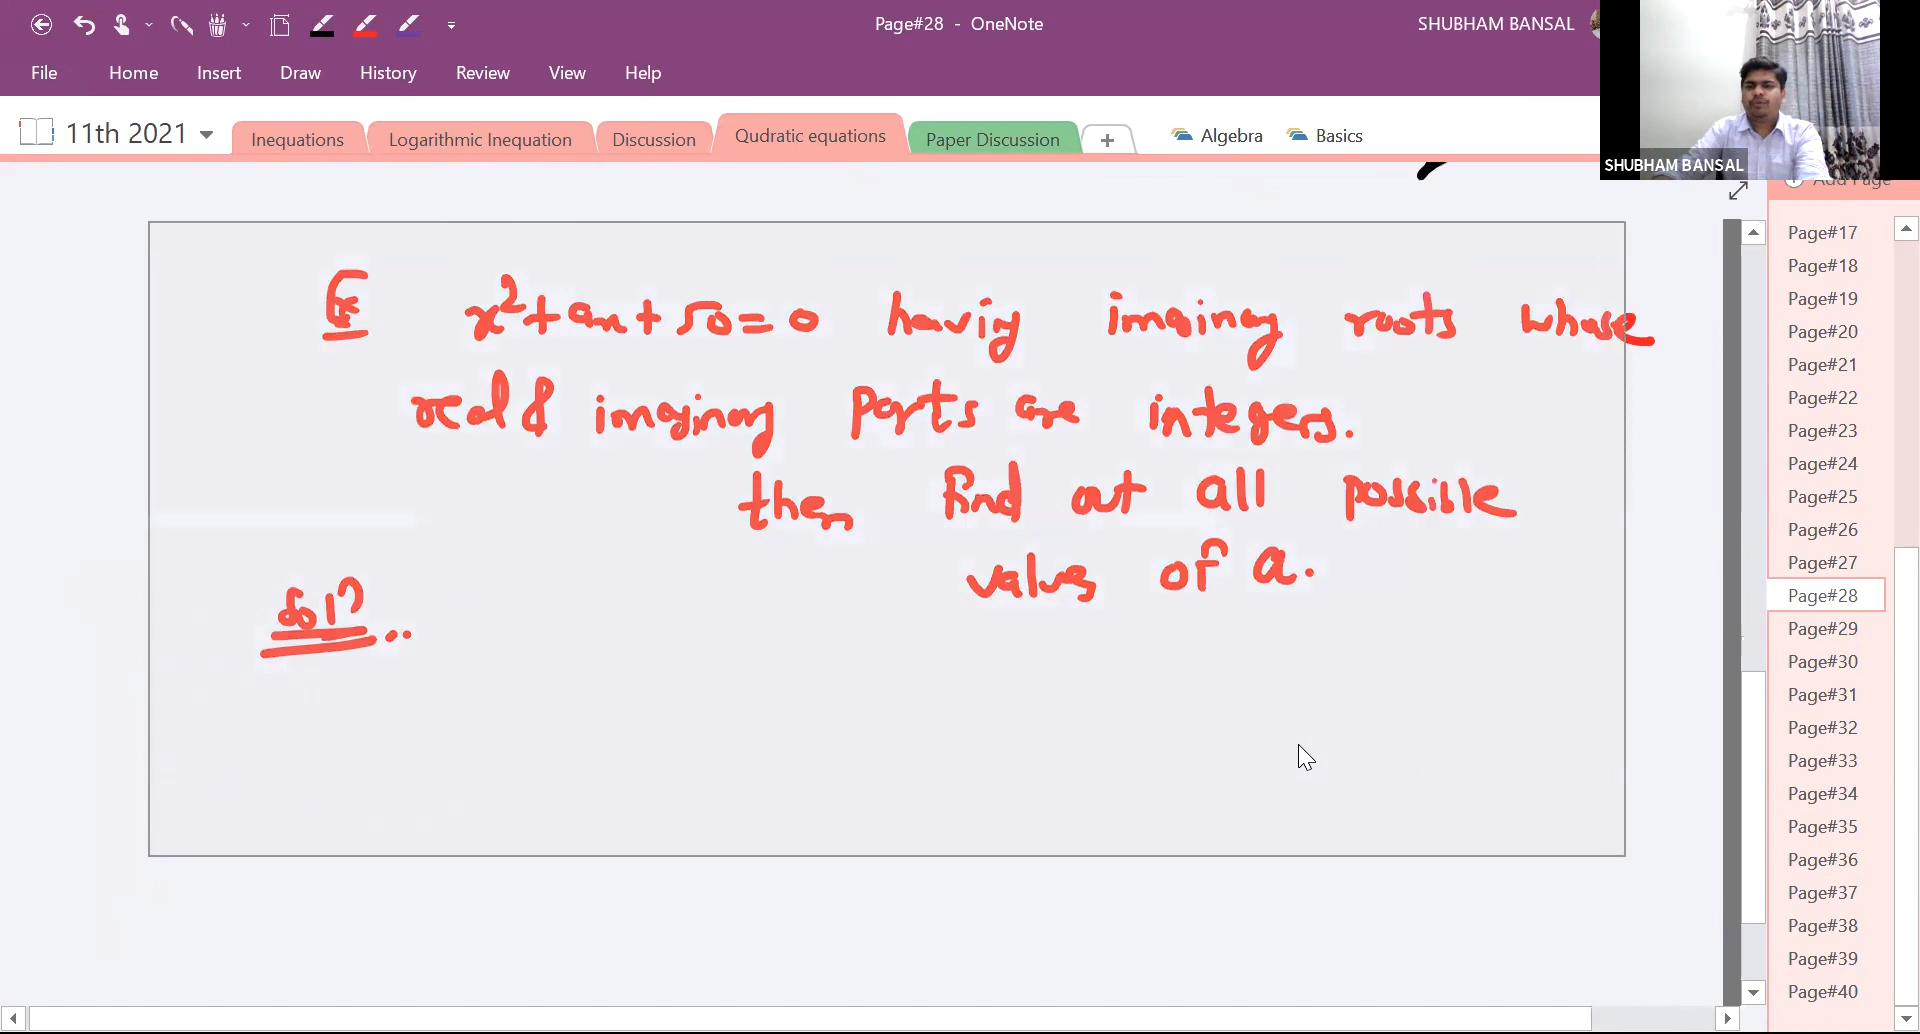 Page#28 - OneNote
SHUBHAM BANSAL
File Home Insert Draw History Review View Help
SHUBHAM BANSAL
11th 2021
Inequations Logarithmic Inequation Discussion Qudratic equations Paper Discussion + Algebra Basics
Add Page
Ex x²+ax+50=0 having imaginary roots whose
real & imaginary parts are integers.
then find out all possible
values of a.
Solⁿ..
Page#17
Page#18
Page#19
Page#20
Page#21
Page#22
Page#23
Page#24
Page#25
Page#26
Page#27
Page#28
Page#29
Page#30
Page#31
Page#32
Page#33
Page#34
Page#35
Page#36
Page#37
Page#38
Page#39
Page#40